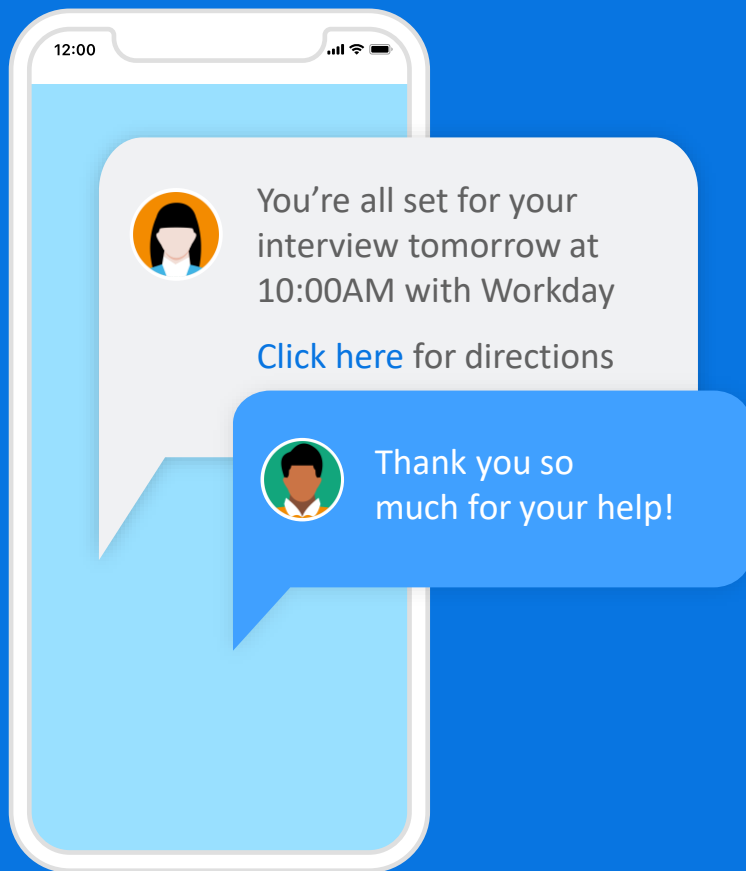 12:00
You’re all set for your
interview tomorrow at
10:00AM with Workday
Click here for directions
Thank you so
much for your help!